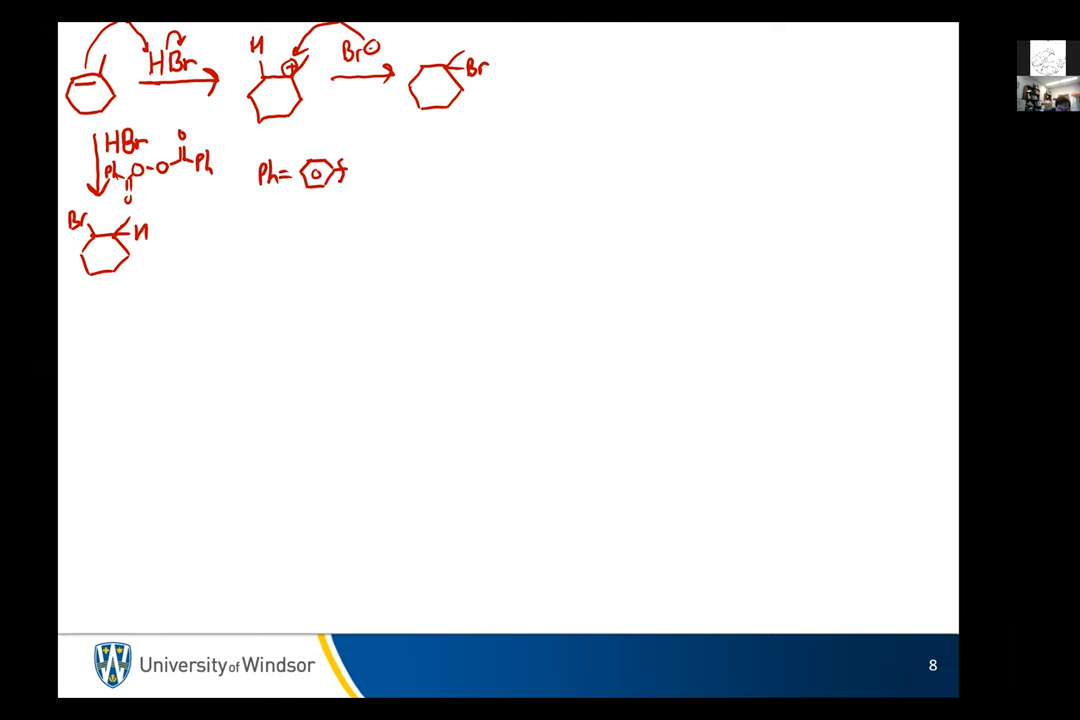 H
HBr
Br⊖
⊕
Br
HBr
O
Ph O-O Ph
O
Ph=
Br
H
University of Windsor
8